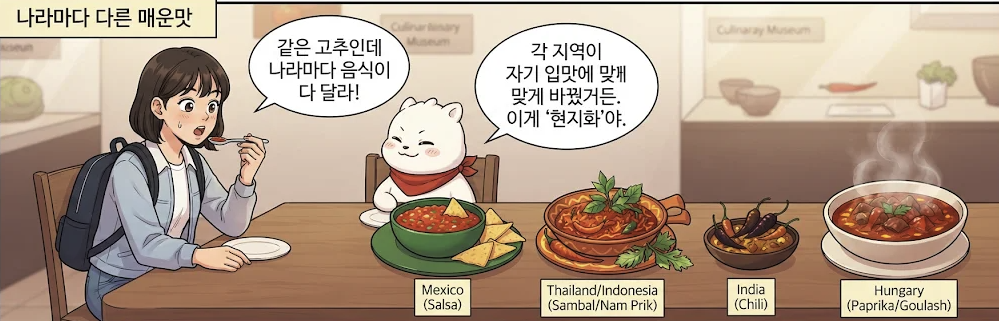 나라마다 다른 매운맛
같은 고추인데
나라마다 음식이
다 달라!
각 지역이
자기 입맛에 맞게
맞게 바꿨거든.
이게 '현지화'야.
Museum
Culinaray Museum
Mexico
(Salsa)
Thailand/Indonesia
(Sambal/Nam Prik)
India
(Chili)
Hungary
(Paprika/Goulash)